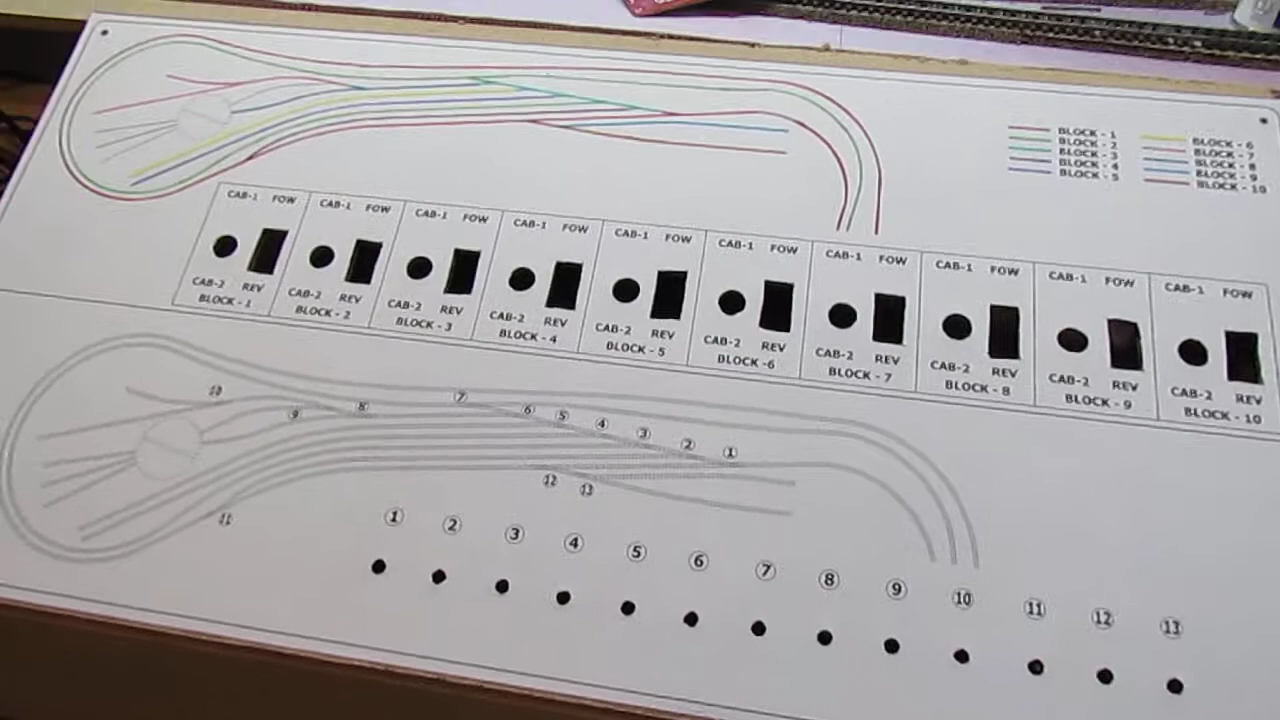 BLOCK - 1
BLOCK - 2
BLOCK - 3
BLOCK - 4
BLOCK - 5
BLOCK - 6
BLOCK - 7
BLOCK - 8
BLOCK - 9
BLOCK - 10
CAB-1 FOW
CAB-2 REV
BLOCK - 1
CAB-1 FOW
CAB-2 REV
BLOCK - 2
CAB-1 FOW
CAB-2 REV
BLOCK - 3
CAB-1 FOW
CAB-2 REV
BLOCK - 4
CAB-1 FOW
CAB-2 REV
BLOCK - 5
CAB-1 FOW
CAB-2 REV
BLOCK -6
CAB-1 FOW
CAB-2 REV
BLOCK - 7
CAB-1 FOW
CAB-2 REV
BLOCK - 8
CAB-1 FOW
CAB-2 REV
BLOCK - 9
CAB-1 FOW
CAB-2 REV
BLOCK - 10
⑩ ⑨ ⑧ ⑦ ⑥ ⑤ ④ ③ ② ①
⑫ ⑬
⑪
① ② ③ ④ ⑤ ⑥ ⑦ ⑧ ⑨ ⑩ ⑪ ⑫ ⑬